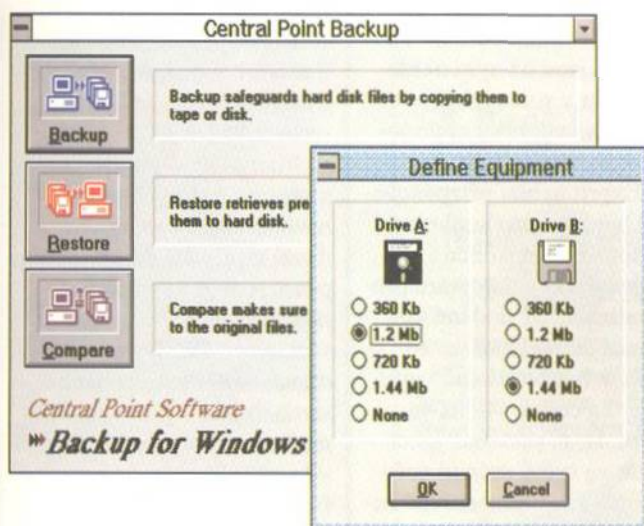 Central Point Backup
Backup
Backup safeguards hard disk files by copying them to
tape or disk.
Restore
Restore retrieves pre
them to hard disk.
Compare
Compare makes sure
to the original files.
Central Point Software
Backup for Windows
Define Equipment
Drive A:
360 Kb
1.2 Mb
720 Kb
1.44 Mb
None
Drive B:
360 Kb
1.2 Mb
720 Kb
1.44 Mb
None
OK
Cancel